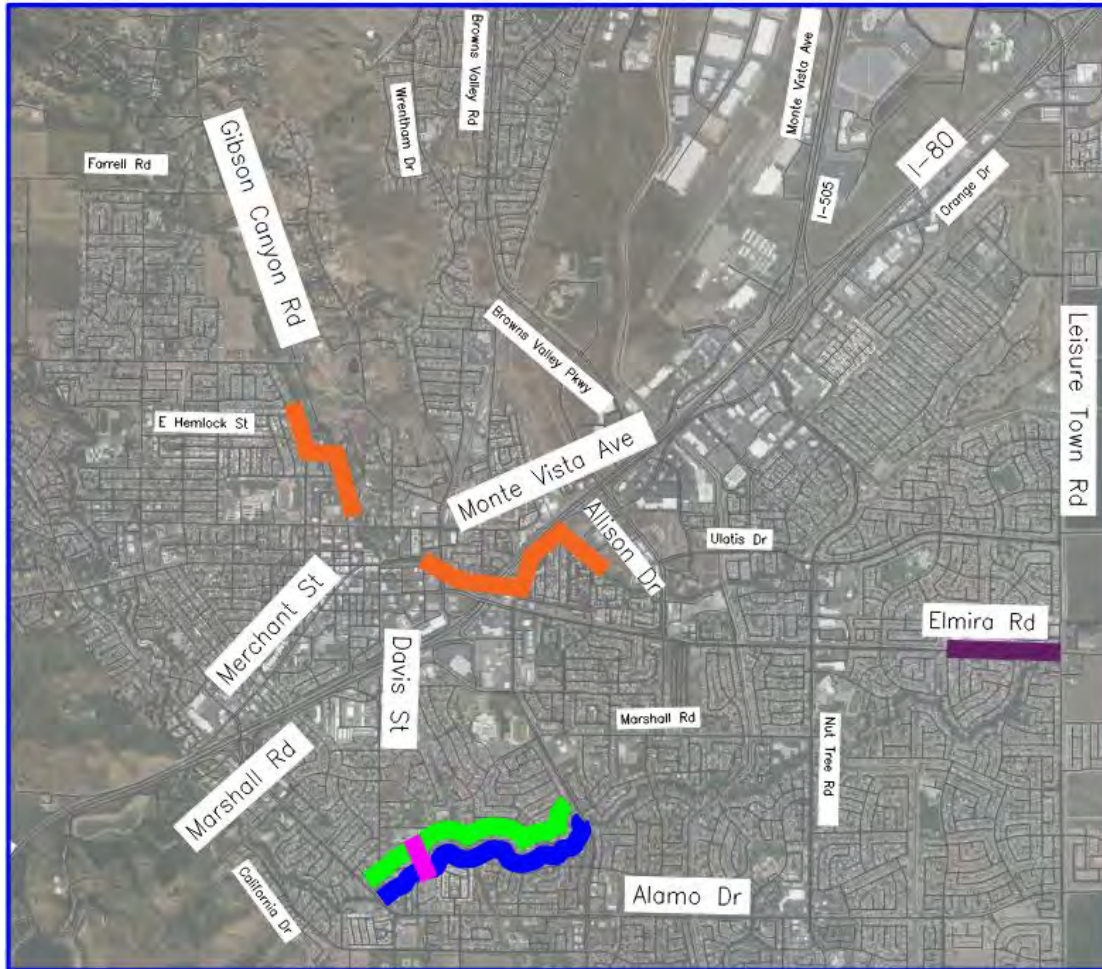 Browns Valley Rd
Monte Vista Ave
Wrentham Dr
Gibson Canyon Rd
Farrell Rd
I-80
Orange Dr
I-505
Browns Valley Pkwy
Leisure Town Rd
E Hemlock St
Monte Vista Ave
Allison Dr
Ulatis Dr
Merchant St
Elmira Rd
Davis St
Marshall Rd
Nut Tree Rd
Marshall Rd
California Dr
Alamo Dr